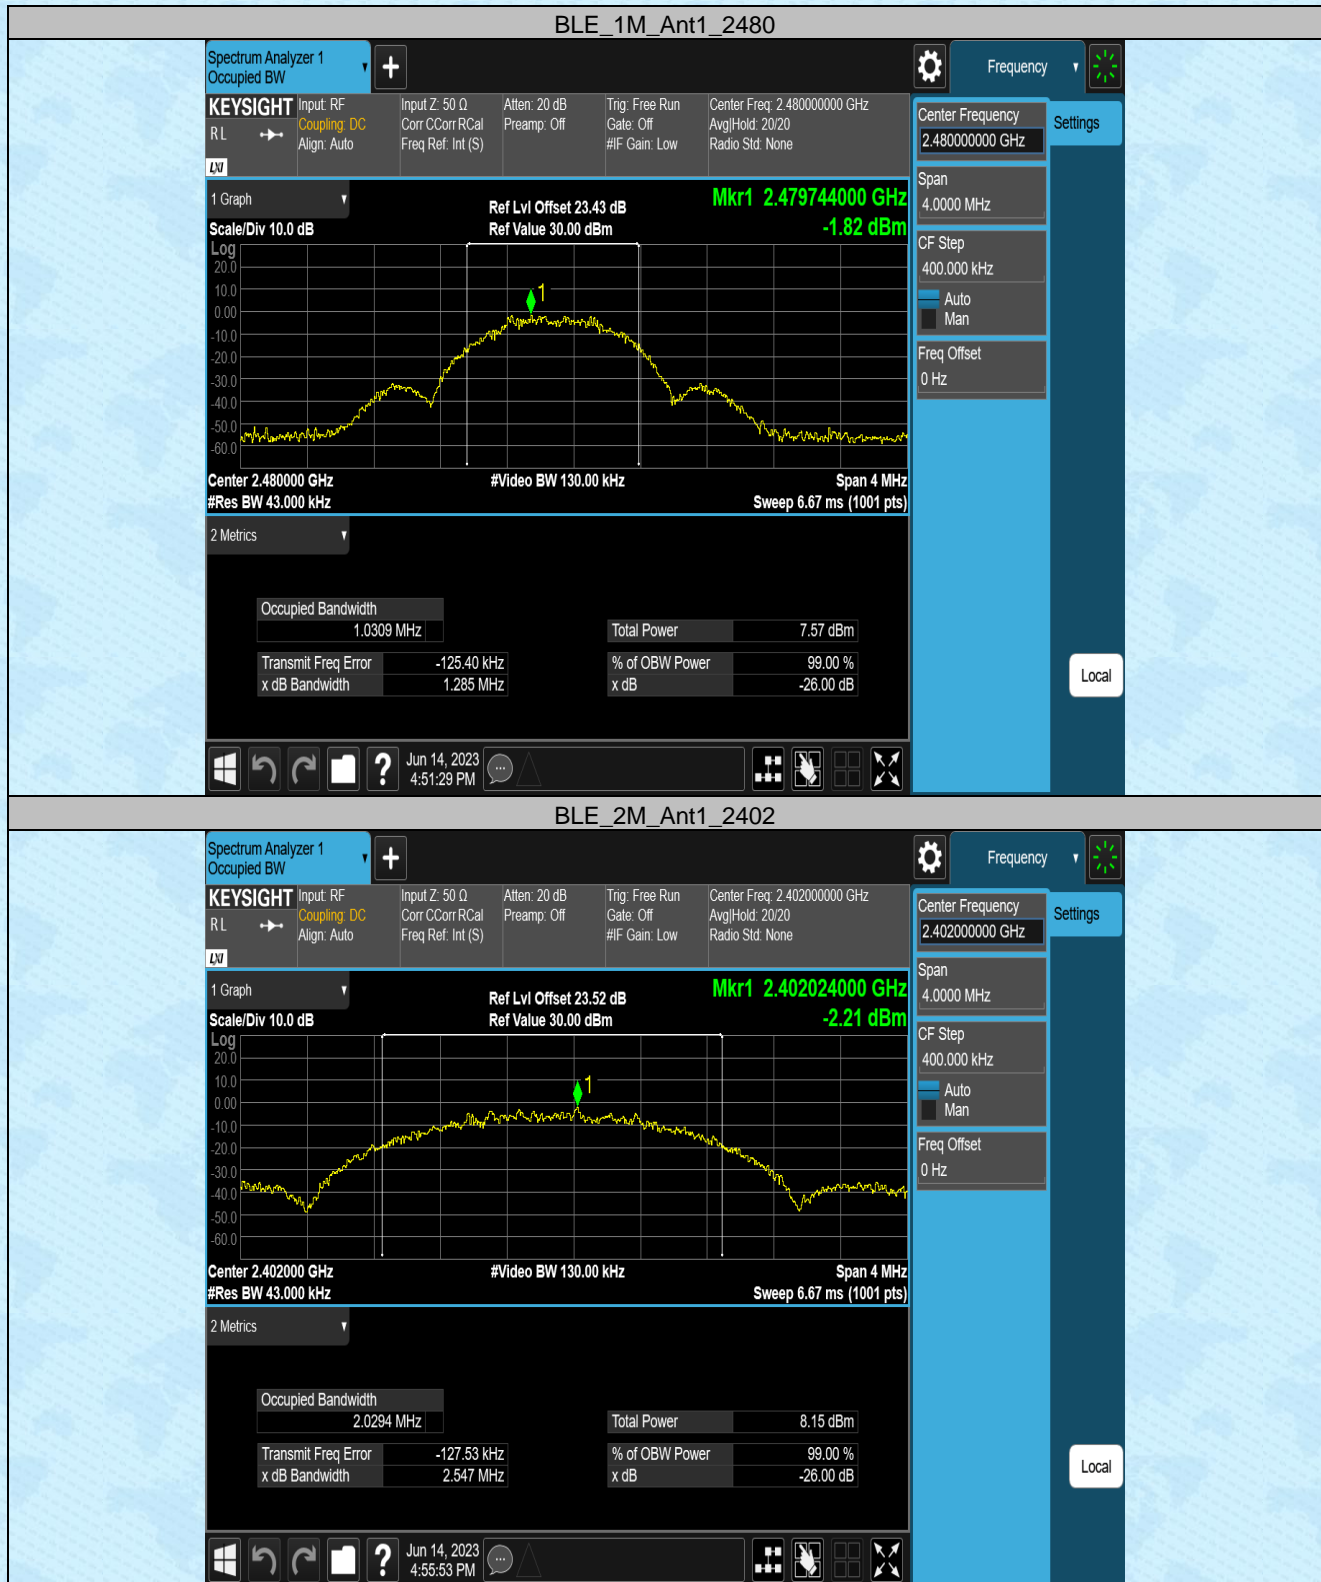 BLE_1M_Ant1_2480
Spectrum Analyzer 1
Occupied BW
Frequency
KEYSIGHT
RL
LXI
Input: RF
Coupling: DC
Align: Auto
Input Z: 50 Ω
Corr CCorr RCal
Freq Ref: Int (S)
Atten: 20 dB
Preamp: Off
Trig: Free Run
Gate: Off
#IF Gain: Low
Center Freq: 2.480000000 GHz
Avg|Hold: 20/20
Radio Std: None
Center Frequency
2.480000000 GHz
Settings
Span
4.0000 MHz
CF Step
400.000 kHz
Auto
Man
Freq Offset
0 Hz
Local
1 Graph
Scale/Div 10.0 dB
Ref Lvl Offset 23.43 dB
Ref Value 30.00 dBm
Mkr1 2.479744000 GHz
-1.82 dBm
Log
20.0
10.0
0.00
-10.0
-20.0
-30.0
-40.0
-50.0
-60.0
1
Center 2.480000 GHz
#Video BW 130.00 kHz
Span 4 MHz
#Res BW 43.000 kHz
Sweep 6.67 ms (1001 pts)
2 Metrics
Occupied Bandwidth
1.0309 MHz
Total Power 7.57 dBm
Transmit Freq Error -125.40 kHz
% of OBW Power 99.00 %
x dB Bandwidth 1.285 MHz
x dB -26.00 dB
?
Jun 14, 2023
4:51:29 PM
BLE_2M_Ant1_2402
Spectrum Analyzer 1
Occupied BW
Frequency
KEYSIGHT
RL
LXI
Input: RF
Coupling: DC
Align: Auto
Input Z: 50 Ω
Corr CCorr RCal
Freq Ref: Int (S)
Atten: 20 dB
Preamp: Off
Trig: Free Run
Gate: Off
#IF Gain: Low
Center Freq: 2.402000000 GHz
Avg|Hold: 20/20
Radio Std: None
Center Frequency
2.402000000 GHz
Settings
Span
4.0000 MHz
CF Step
400.000 kHz
Auto
Man
Freq Offset
0 Hz
Local
1 Graph
Scale/Div 10.0 dB
Ref Lvl Offset 23.52 dB
Ref Value 30.00 dBm
Mkr1 2.402024000 GHz
-2.21 dBm
Log
20.0
10.0
0.00
-10.0
-20.0
-30.0
-40.0
-50.0
-60.0
1
Center 2.402000 GHz
#Video BW 130.00 kHz
Span 4 MHz
#Res BW 43.000 kHz
Sweep 6.67 ms (1001 pts)
2 Metrics
Occupied Bandwidth
2.0294 MHz
Total Power 8.15 dBm
Transmit Freq Error -127.53 kHz
% of OBW Power 99.00 %
x dB Bandwidth 2.547 MHz
x dB -26.00 dB
?
Jun 14, 2023
4:55:53 PM